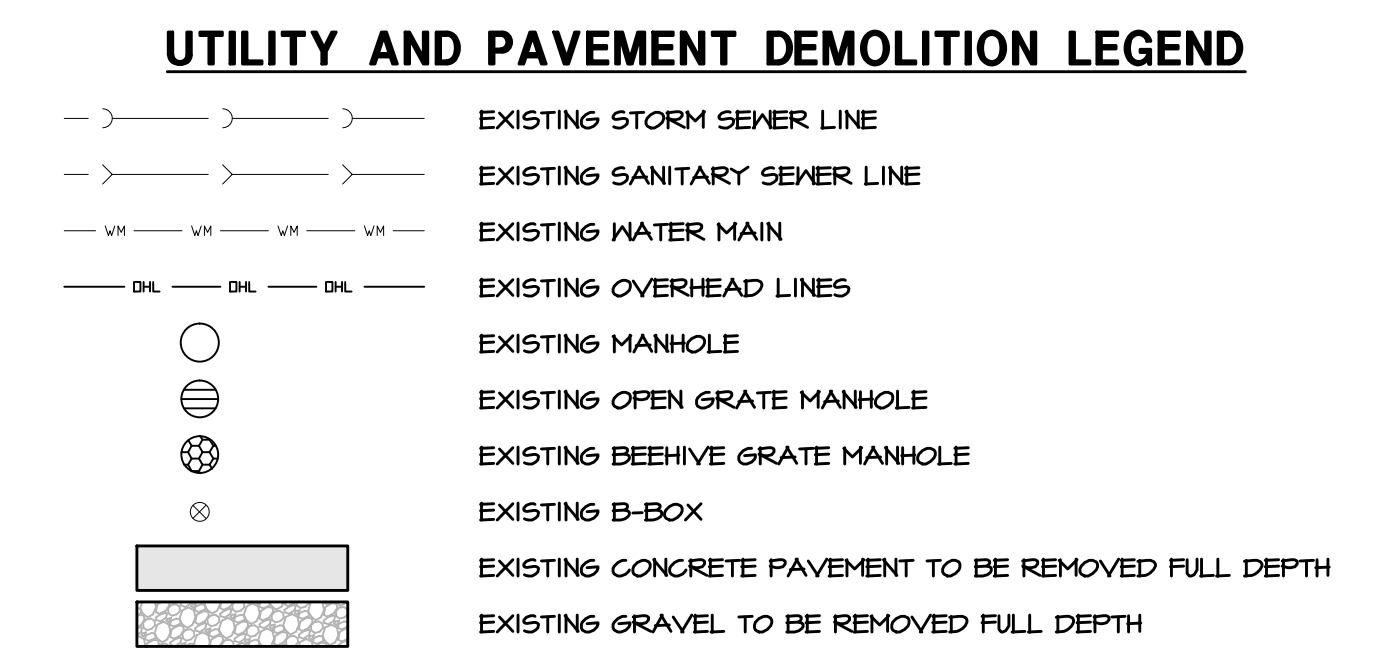 UTILITY AND PAVEMENT DEMOLITION LEGEND
EXISTING STORM SEWER LINE
EXISTING SANITARY SEWER LINE
WM WM WM WM EXISTING WATER MAIN
OHL OHL OHL EXISTING OVERHEAD LINES
EXISTING MANHOLE
EXISTING OPEN GRATE MANHOLE
EXISTING BEEHIVE GRATE MANHOLE
EXISTING B-BOX
EXISTING CONCRETE PAVEMENT TO BE REMOVED FULL DEPTH
EXISTING GRAVEL TO BE REMOVED FULL DEPTH